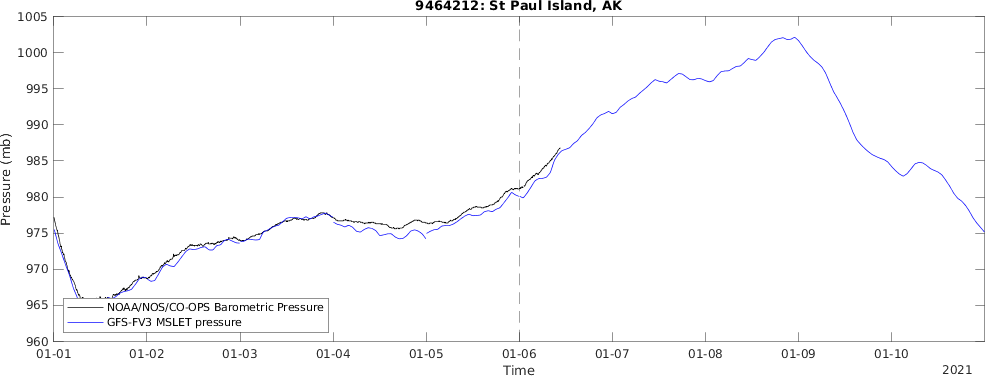 9464212: St Paul Island, AK
Pressure (mb)
1005
1000
995
990
985
980
975
970
965
960
NOAA/NOS/CO-OPS Barometric Pressure
GFS-FV3 MSLET pressure
01-01 01-02 01-03 01-04 01-05 01-06 01-07 01-08 01-09 01-10
Time
2021